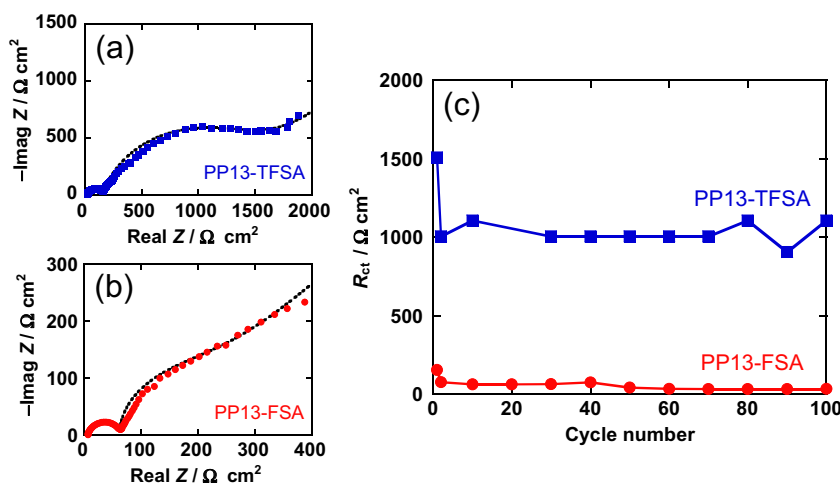 (a)
1500
1000
500
0
–Imag Z / Ω cm²
PP13-TFSA
0 500 1000 1500 2000
Real Z / Ω cm²
(b)
300
200
100
0
–Imag Z / Ω cm²
PP13-FSA
0 100 200 300 400
Real Z / Ω cm²
(c)
2000
1500
1000
500
0
Rct / Ω cm²
PP13-TFSA
PP13-FSA
0 20 40 60 80 100
Cycle number